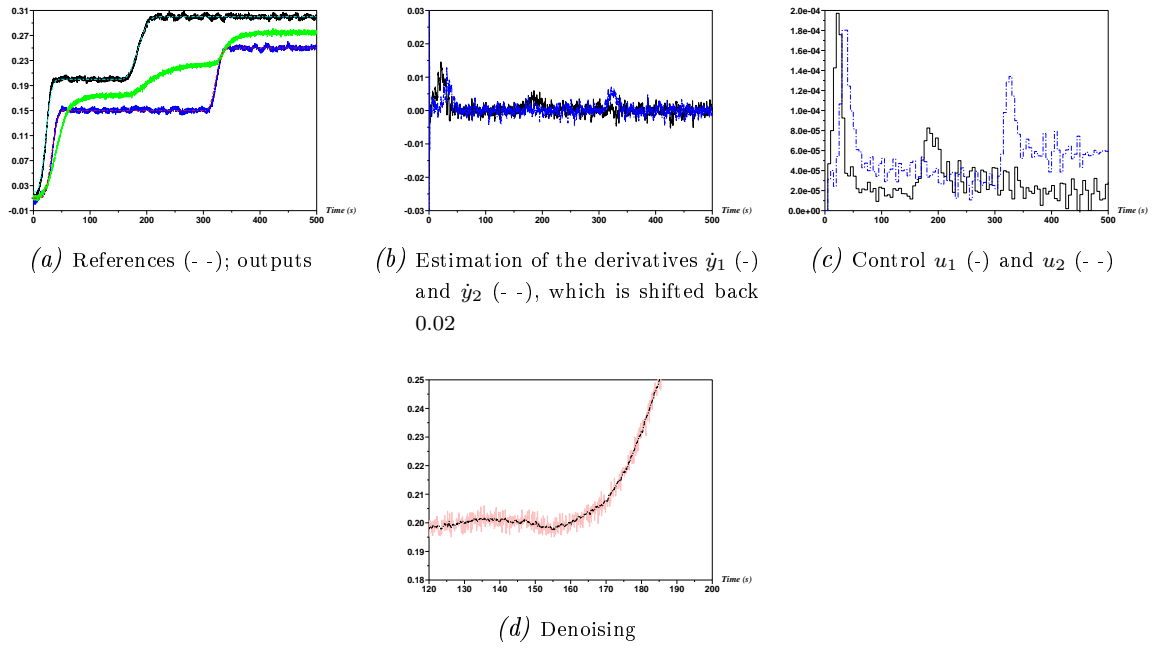 0.31
0.27
0.23
0.19
0.15
0.11
0.07
0.03
-0.01
0 100 200 300 400 500
Time (s)
(a) References (- -); outputs
0.03
0.02
0.01
0.00
-0.01
-0.02
-0.03
0 100 200 300 400 500
Time (s)
(b) Estimation of the derivatives ẏ1 (-)
and ẏ2 (- -), which is shifted back
0.02
2.0e-04
1.8e-04
1.6e-04
1.4e-04
1.2e-04
1.0e-04
8.0e-05
6.0e-05
4.0e-05
2.0e-05
0.0e+00
0 100 200 300 400 500
Time (s)
(c) Control u1 (-) and u2 (- -)
0.25
0.24
0.23
0.22
0.21
0.20
0.19
0.18
120 130 140 150 160 170 180 190 200
Time (s)
(d) Denoising